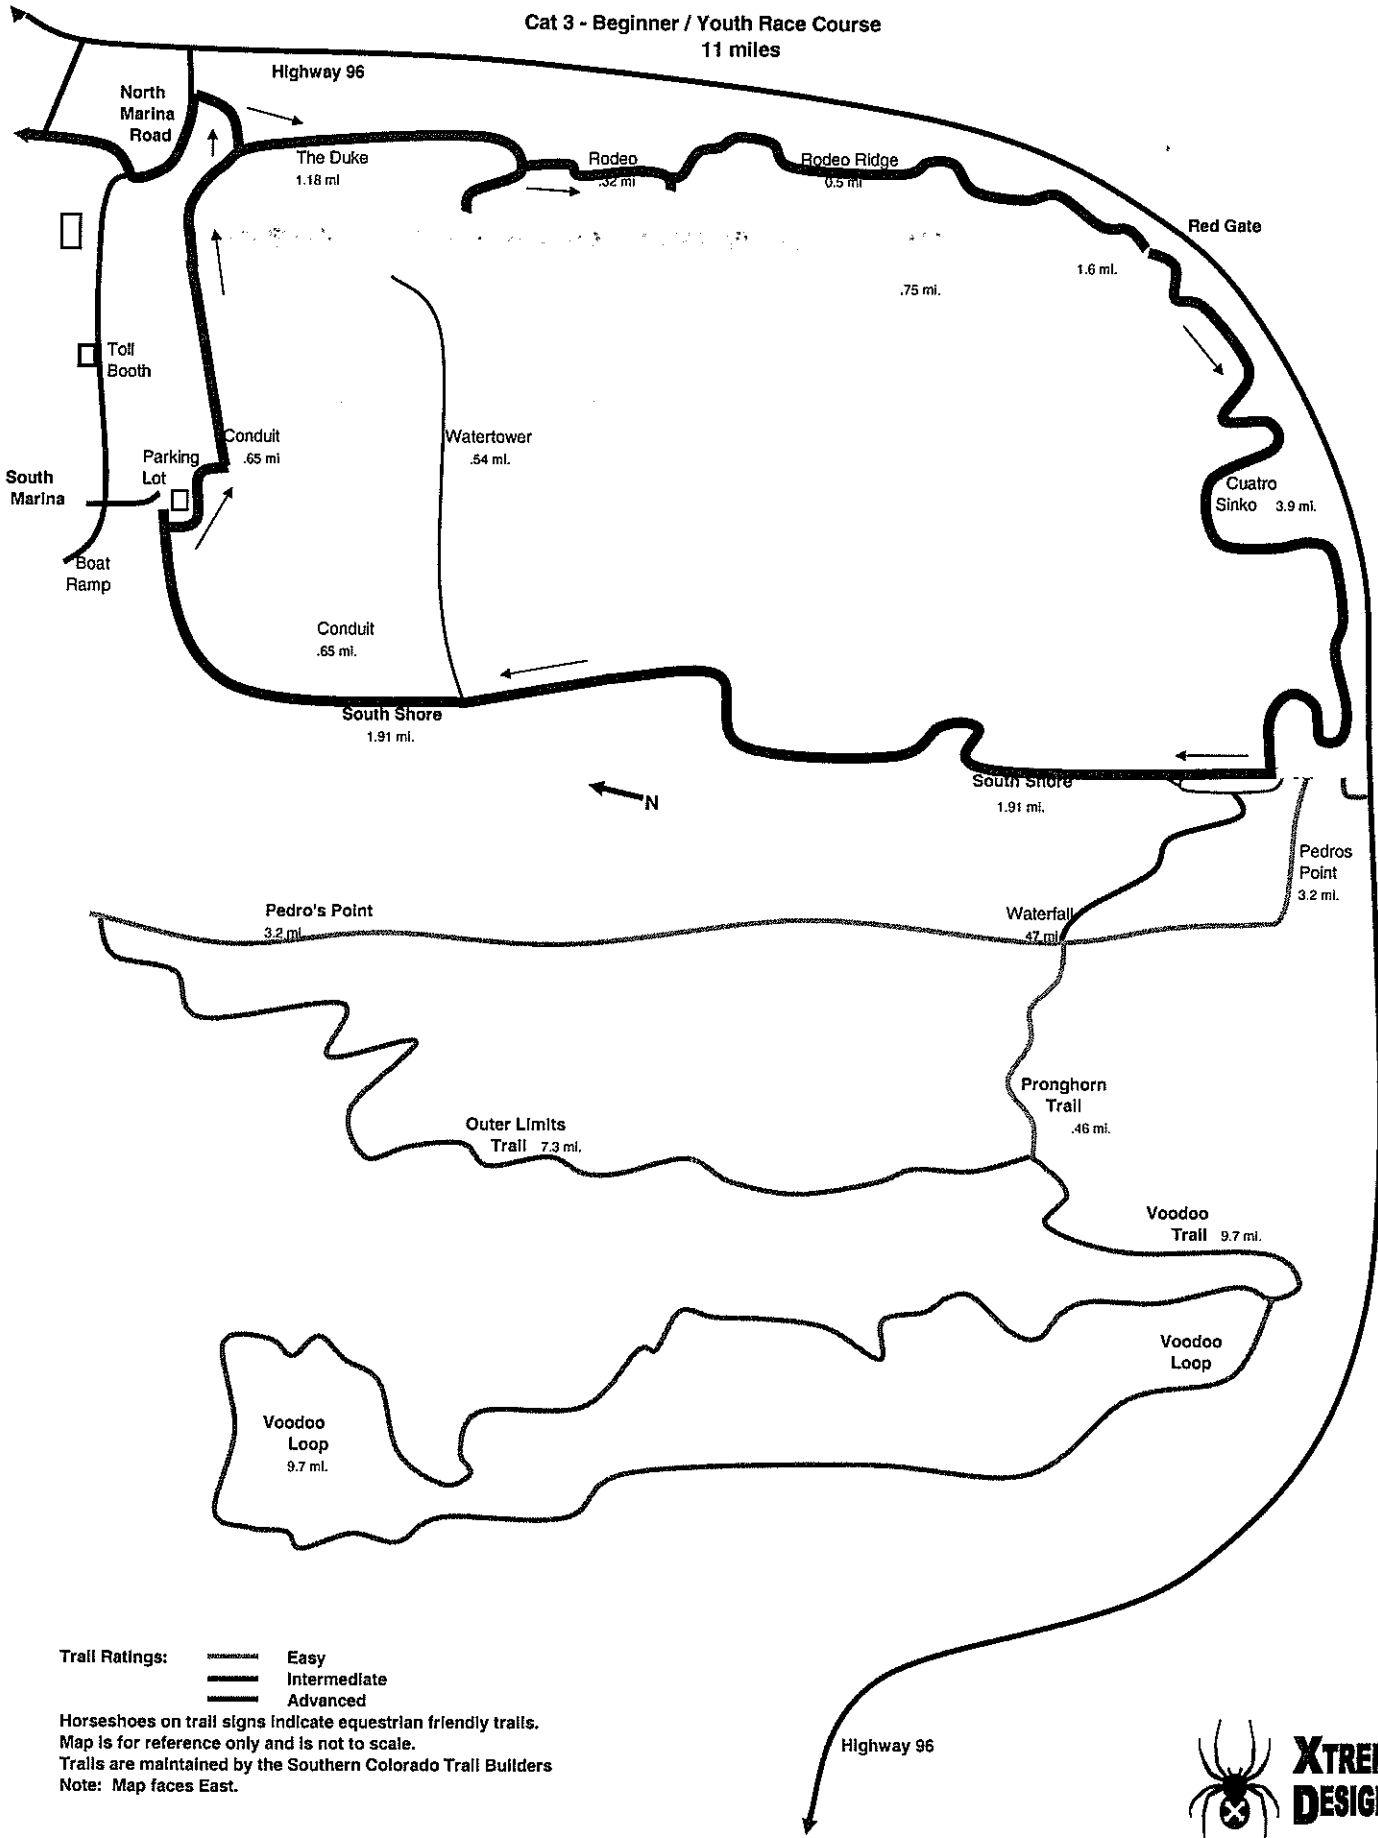 Cat 3 - Beginner / Youth Race Course
11 miles
Highway 96
North
Marina
Road
The Duke
1.18 mi
Rodeo
.32 mi
Rodeo Ridge
0.5 mi
Red Gate
1.6 mi.
.75 mi.
Toll
Booth
Conduit
.65 mi
Watertower
.54 mi.
Parking
Lot
South
Marina
Cuatro
Sinko 3.9 mi.
Boat
Ramp
Conduit
.65 mi.
South Shore
1.91 mi.
South Shore
1.91 mi.
N
Pedros
Point
3.2 mi.
Pedro's Point
3.2 mi.
Waterfall
.47 mi
Pronghorn
Trail
.46 mi.
Outer Limits
Trail 7.3 mi.
Voodoo
Trail 9.7 mi.
Voodoo
Loop
Voodoo
Loop
9.7 mi.
Trail Ratings:
Easy
Intermediate
Advanced
Horseshoes on trail signs indicate equestrian friendly trails.
Map is for reference only and is not to scale.
Trails are maintained by the Southern Colorado Trail Builders
Note: Map faces East.
Highway 96